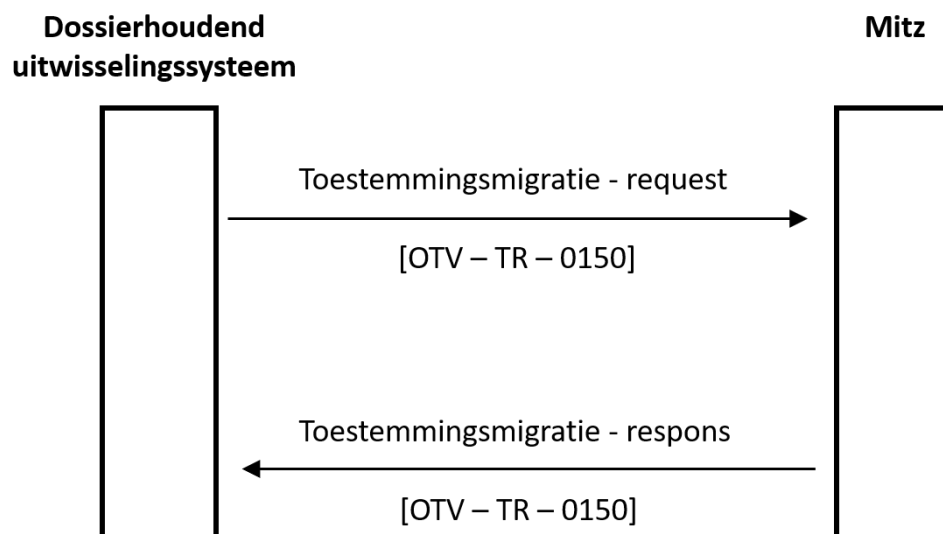 Dossierhoudend
uitwisselingssysteem
Mitz
Toestemmingsmigratie - request
[OTV – TR – 0150]
Toestemmingsmigratie - respons
[OTV – TR – 0150]